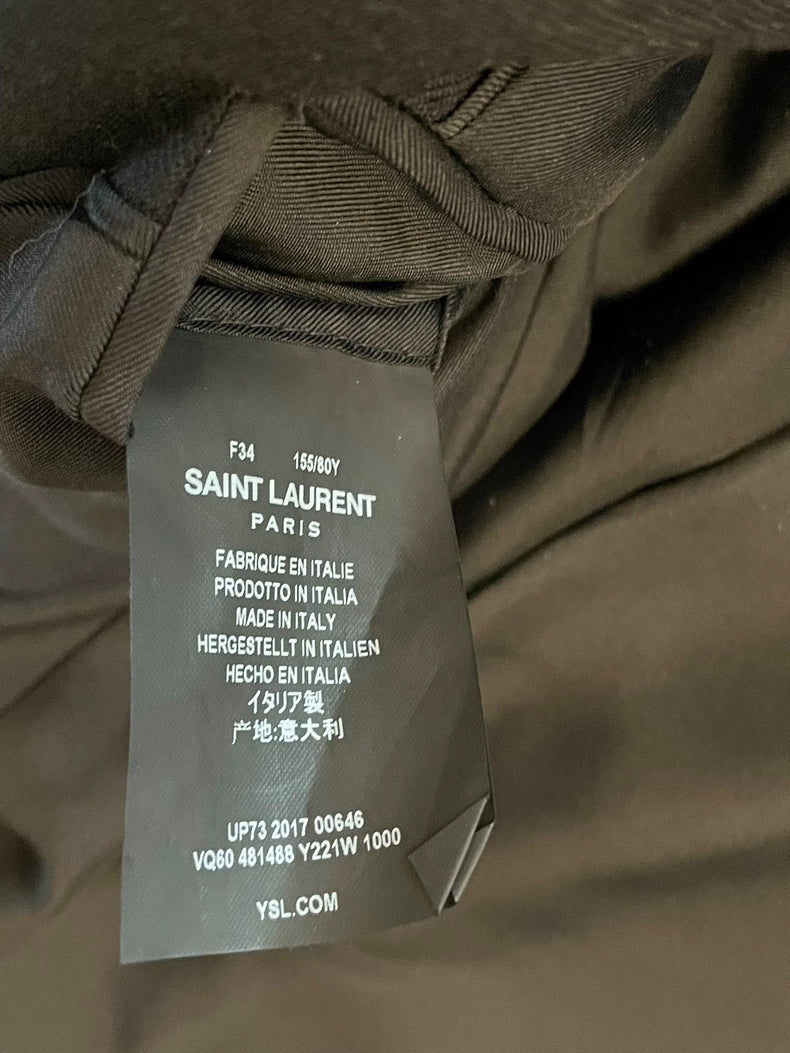 F34 155/80Y
SAINT LAURENT
PARIS
FABRIQUE EN ITALIE
PRODOTTO IN ITALIA
MADE IN ITALY
HERGESTELLT IN ITALIEN
HECHO EN ITALIA
イタリア製
产地:意大利
UP73 2017 00646
VQ60 481488 Y221W 1000
YSL.COM